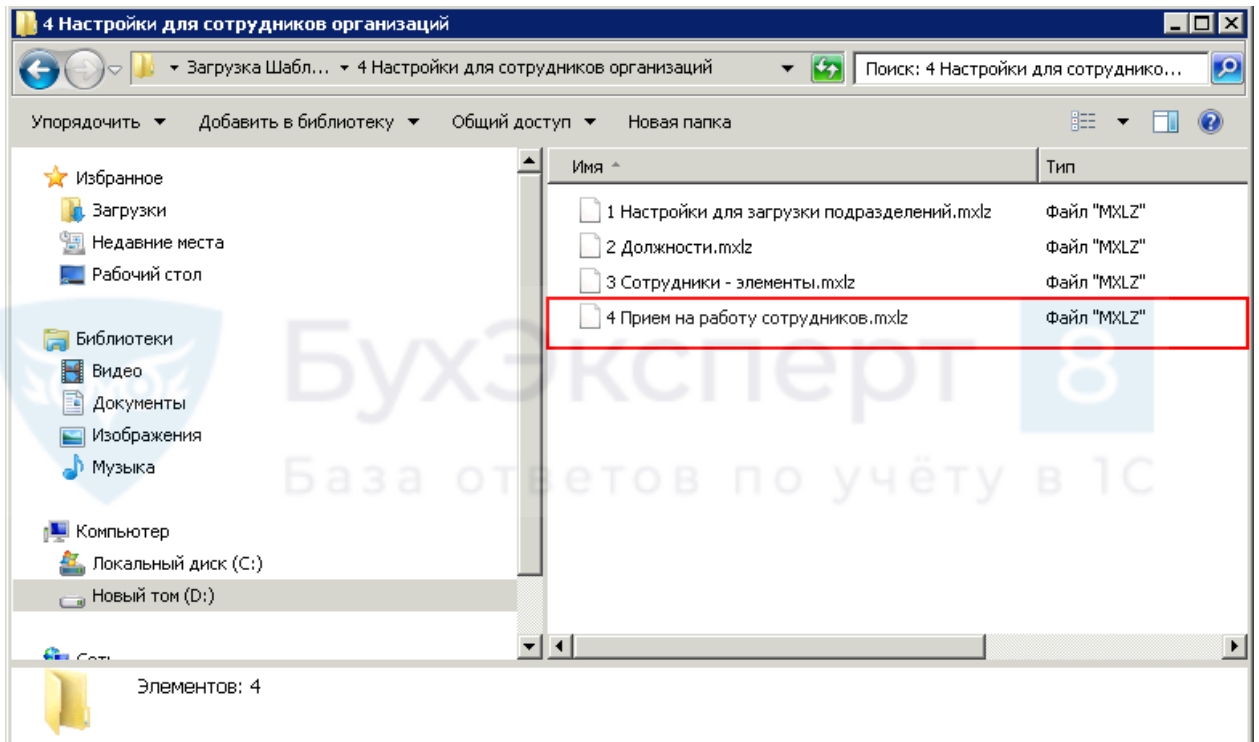 4 Настройки для сотрудников организаций
Загрузка Шабл... 4 Настройки для сотрудников организаций
Поиск: 4 Настройки для сотруднико...
Упорядочить Добавить в библиотеку Общий доступ Новая папка
Избранное
Загрузки
Недавние места
Рабочий стол
Библиотеки
Видео
Документы
Изображения
Музыка
Компьютер
Локальный диск (C:)
Новый том (D:)
Сеть
Имя Тип
1 Настройки для загрузки подразделений.mxlz Файл "MXLZ"
2 Должности.mxlz Файл "MXLZ"
3 Сотрудники - элементы.mxlz Файл "MXLZ"
4 Прием на работу сотрудников.mxlz Файл "MXLZ"
БухЭксперт 8
База ответов по учёту в 1С
Элементов: 4